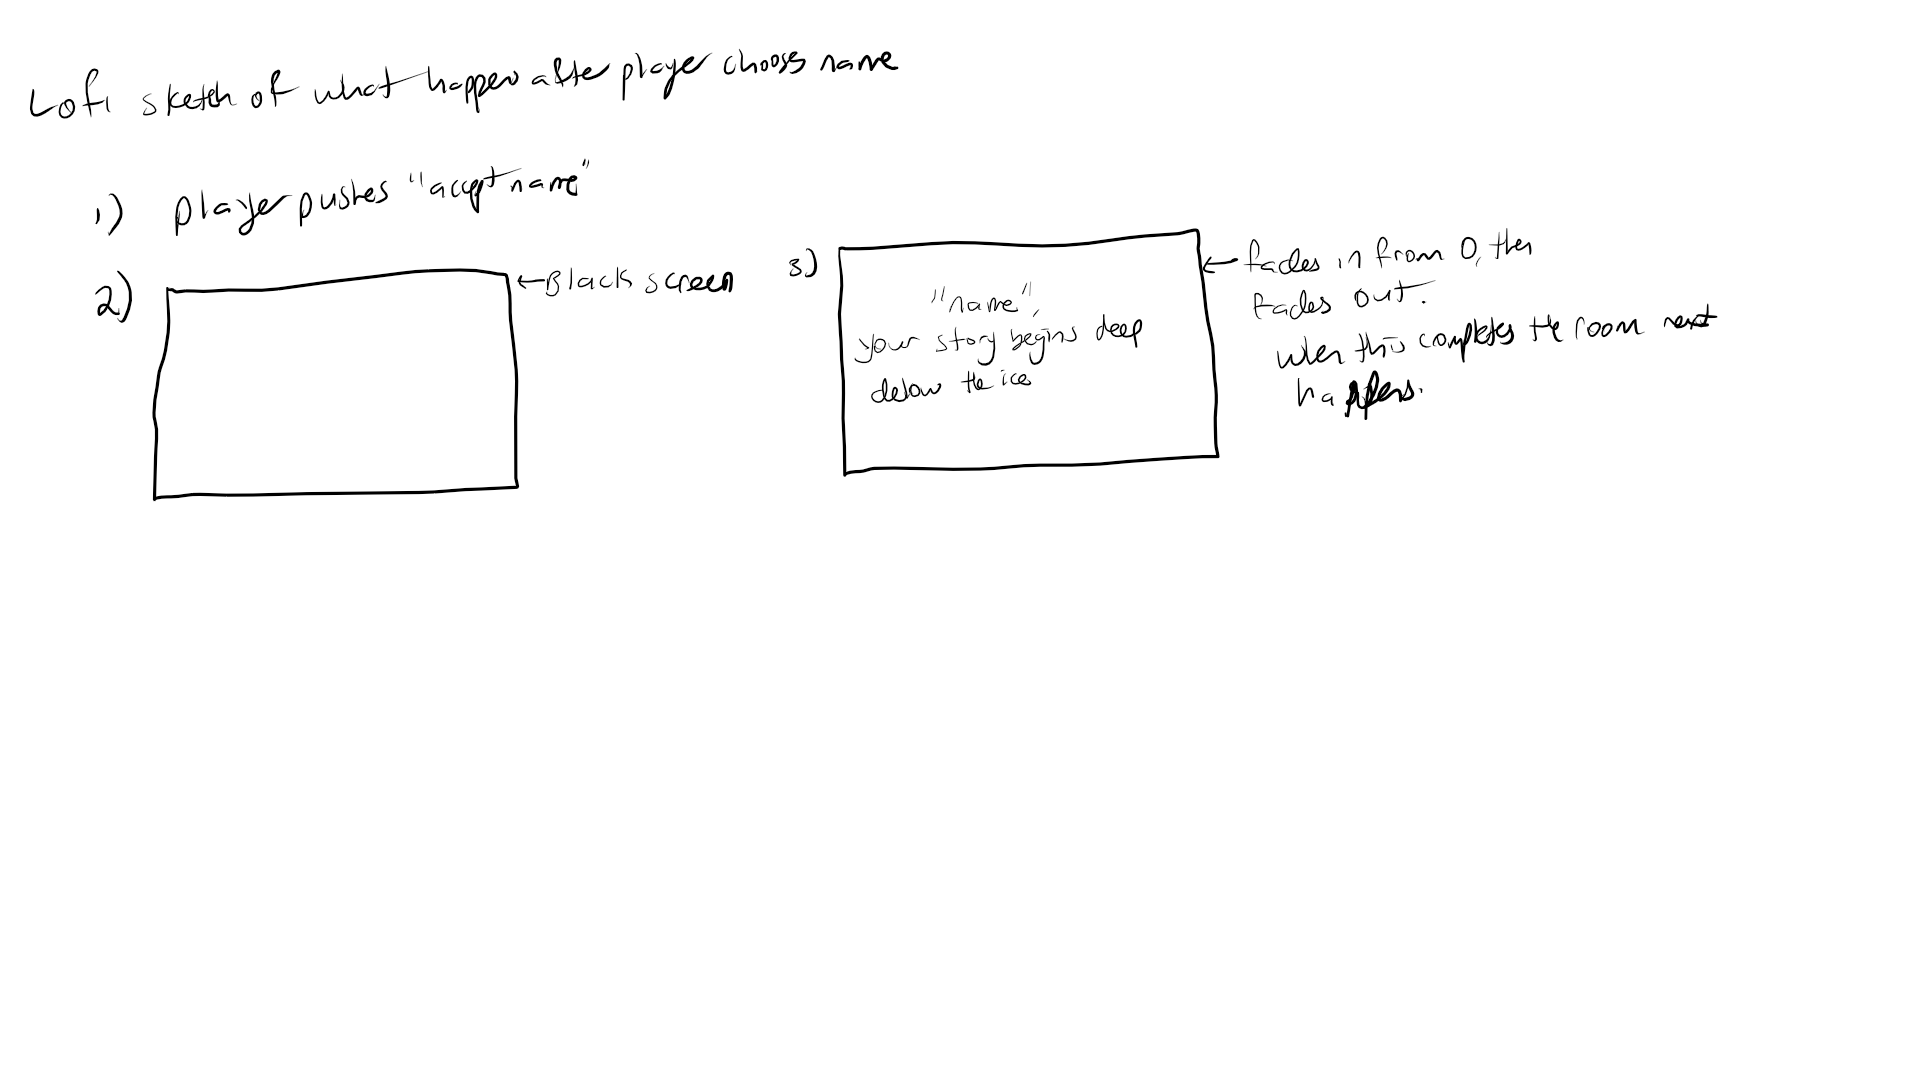 Lofi sketch of what happens after player chooses name
1) player pushes "accept name"
2)
←Black screen
3)
"name",
your story begins deep
below the ice
← fades in from 0, then
fades out.
when this completes the room next
happens.